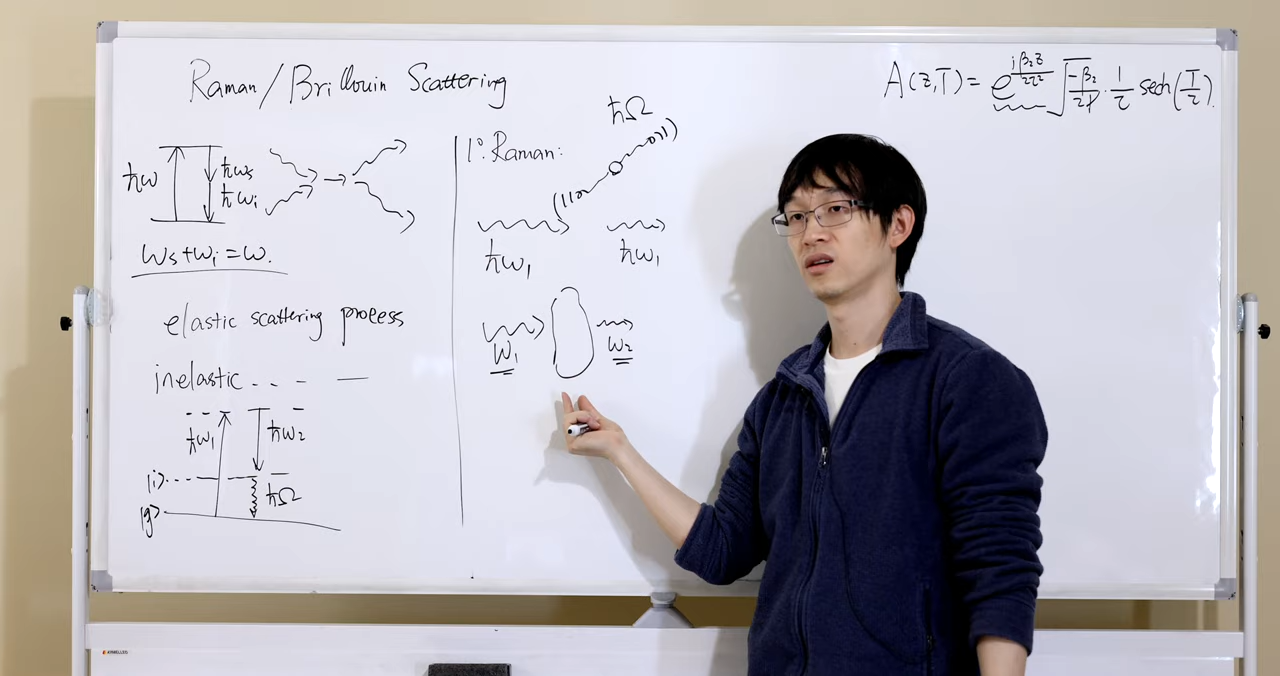 Raman/Brillouin Scattering
ħω
ħωs
ħωi
ωs+ωi=ω.
elastic scattering process
inelastic . . - - —
ħω1
ħω2
|i>
ħΩ
|g>
1°. Raman:
ħΩ
ħω1
ħω1
ω1
ω2
A(z,T) = e^(jβ2z/2τ²) √(-β2/2γ) · 1/τ sech(T/τ).